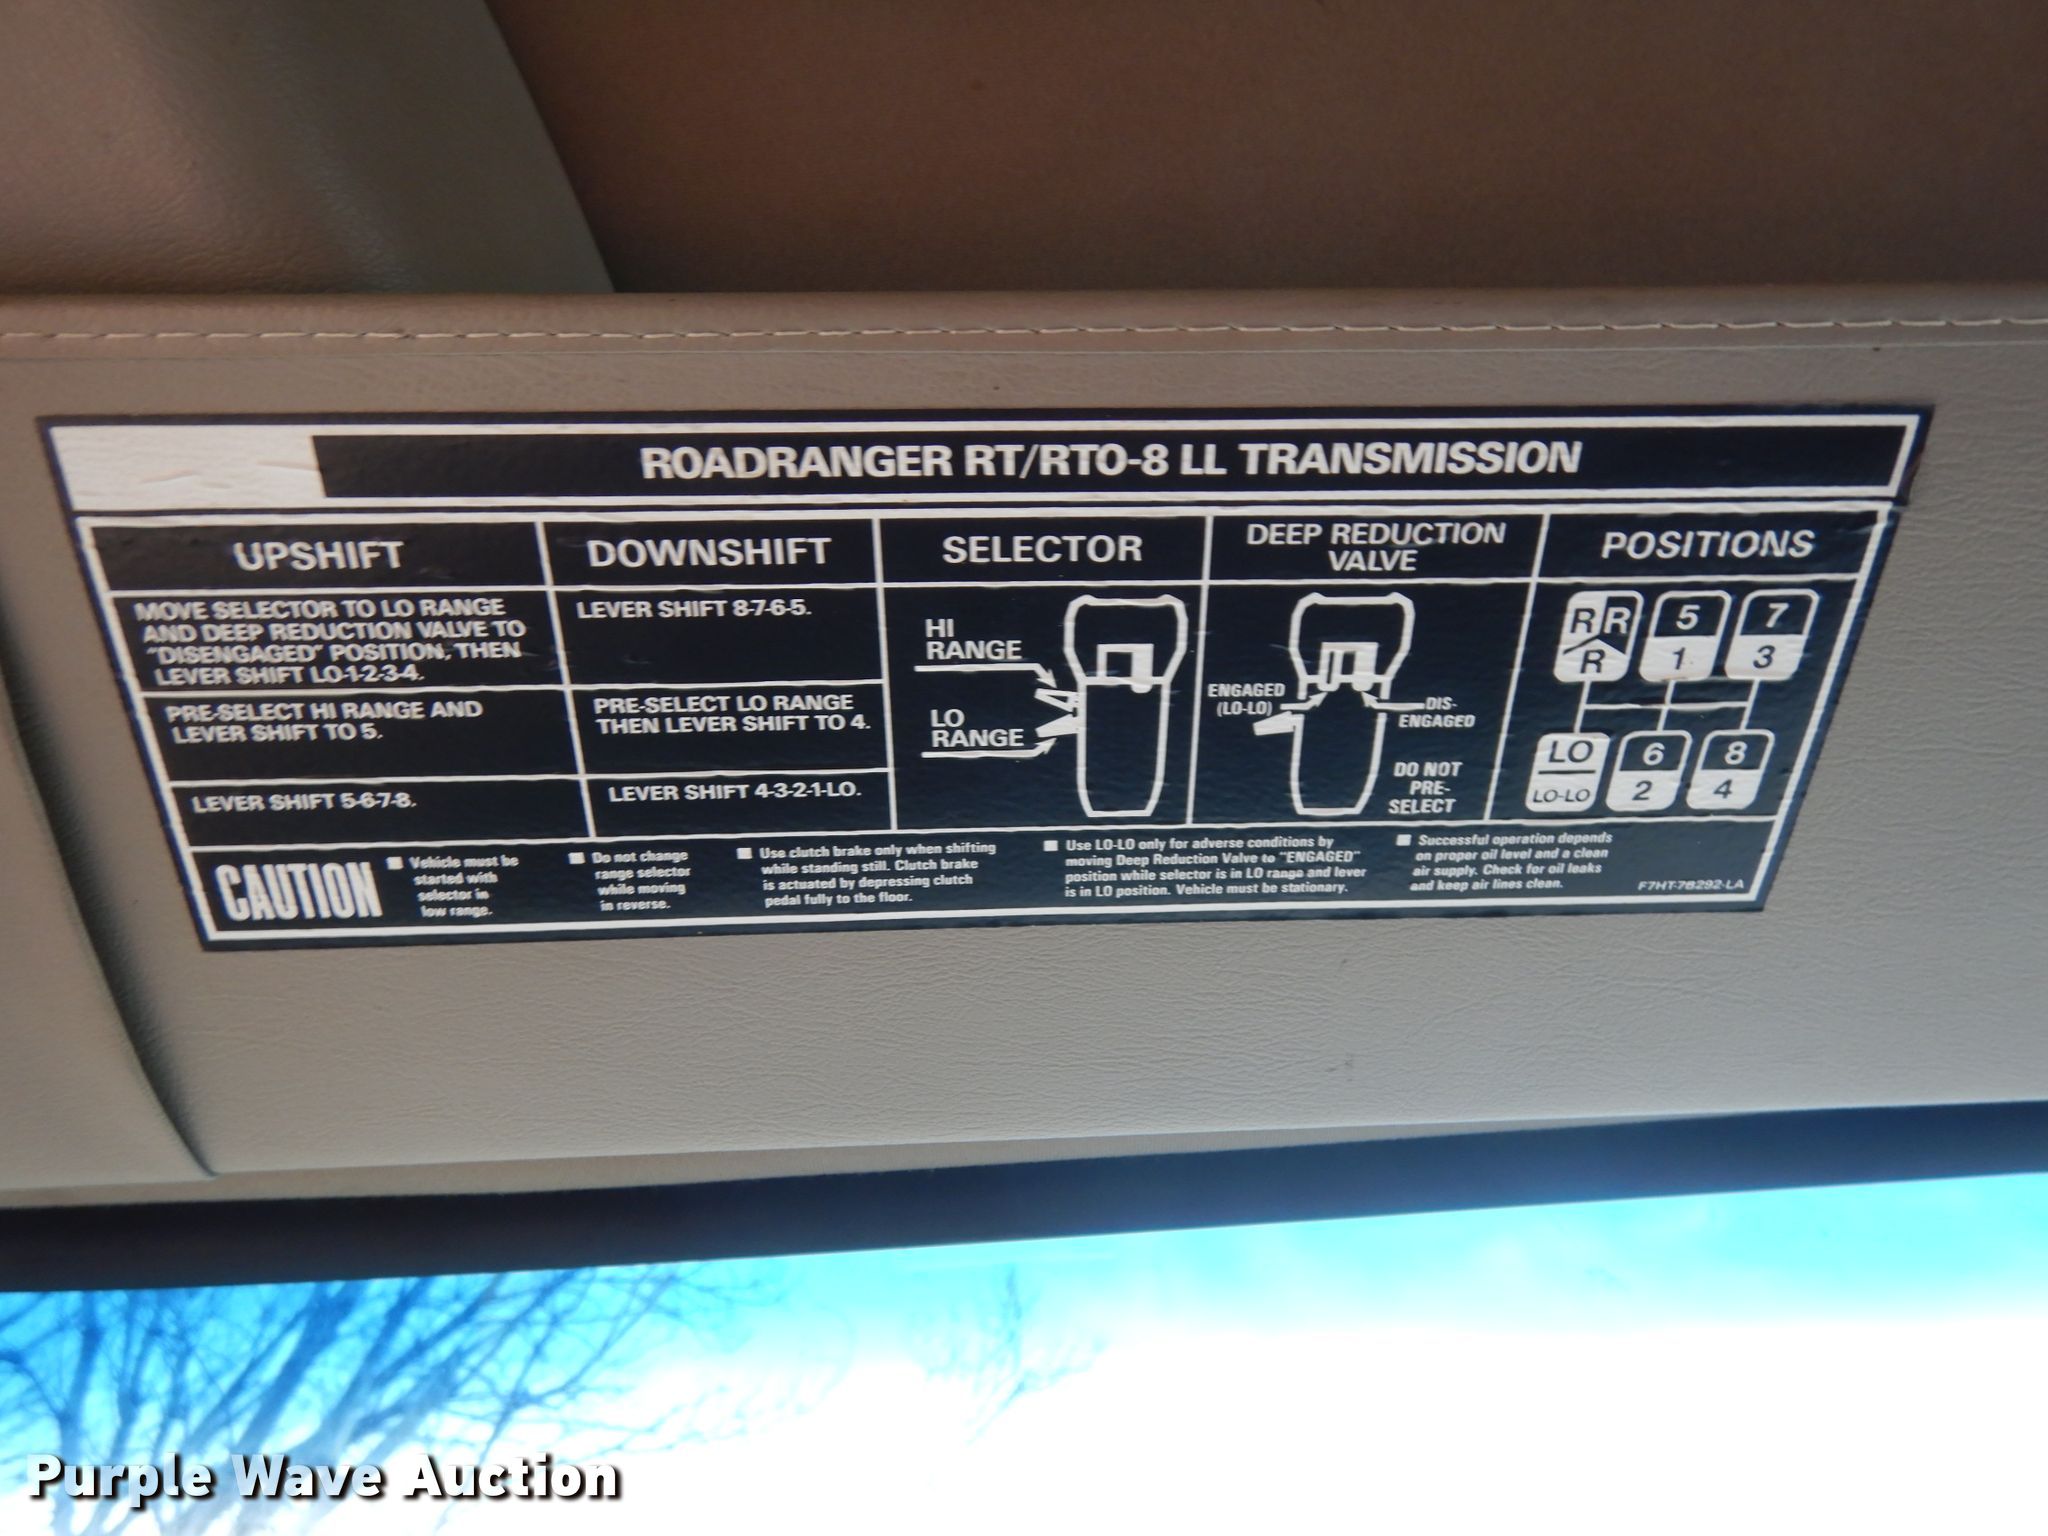 ROADRANGER RT/RTO-8 LL TRANSMISSION
UPSHIFT
MOVE SELECTOR TO LO RANGE
AND DEEP REDUCTION VALVE TO
"DISENGAGED" POSITION, THEN
LEVER SHIFT LO-1-2-3-4.
PRE-SELECT HI RANGE AND
LEVER SHIFT TO 5.
LEVER SHIFT 5-6-7-8.
DOWNSHIFT
LEVER SHIFT 8-7-6-5.
PRE-SELECT LO RANGE
THEN LEVER SHIFT TO 4.
LEVER SHIFT 4-3-2-1-LO.
SELECTOR
HI
RANGE
LO
RANGE
DEEP REDUCTION
VALVE
ENGAGED
(LO-LO)
DIS-
ENGAGED
DO NOT
PRE-
SELECT
POSITIONS
R R 5 7
R 1 3
LO 6 8
LO-LO 2 4
CAUTION
Vehicle must be
started with
selector in
low range.
Do not change
range selector
while moving
in reverse.
Use clutch brake only when shifting
while standing still. Clutch brake
is actuated by depressing clutch
pedal fully to the floor.
Use LO-LO only for adverse conditions by
moving Deep Reduction Valve to "ENGAGED"
position while selector is in LO range and lever
is in LO position. Vehicle must be stationary.
Successful operation depends
on proper oil level and a clean
air supply. Check for oil leaks
and keep air lines clean.
F7HT-7B292-LA
Purple Wave Auction